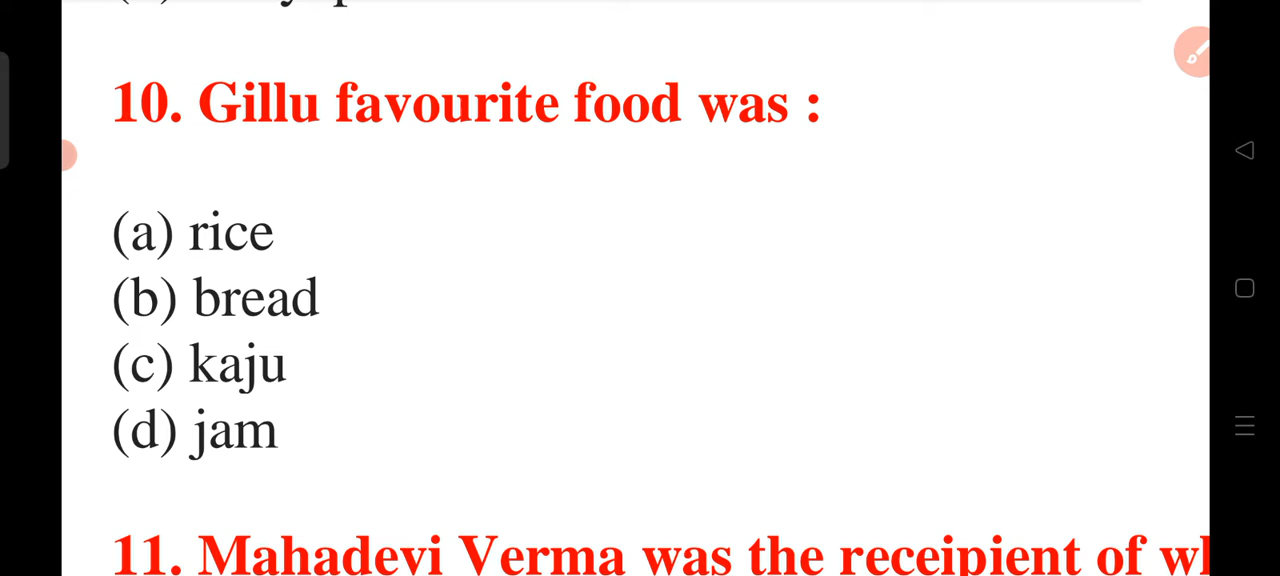 10. Gillu favourite food was :
(a) rice
(b) bread
(c) kaju
(d) jam
11. Mahadevi Verma was the receipient of